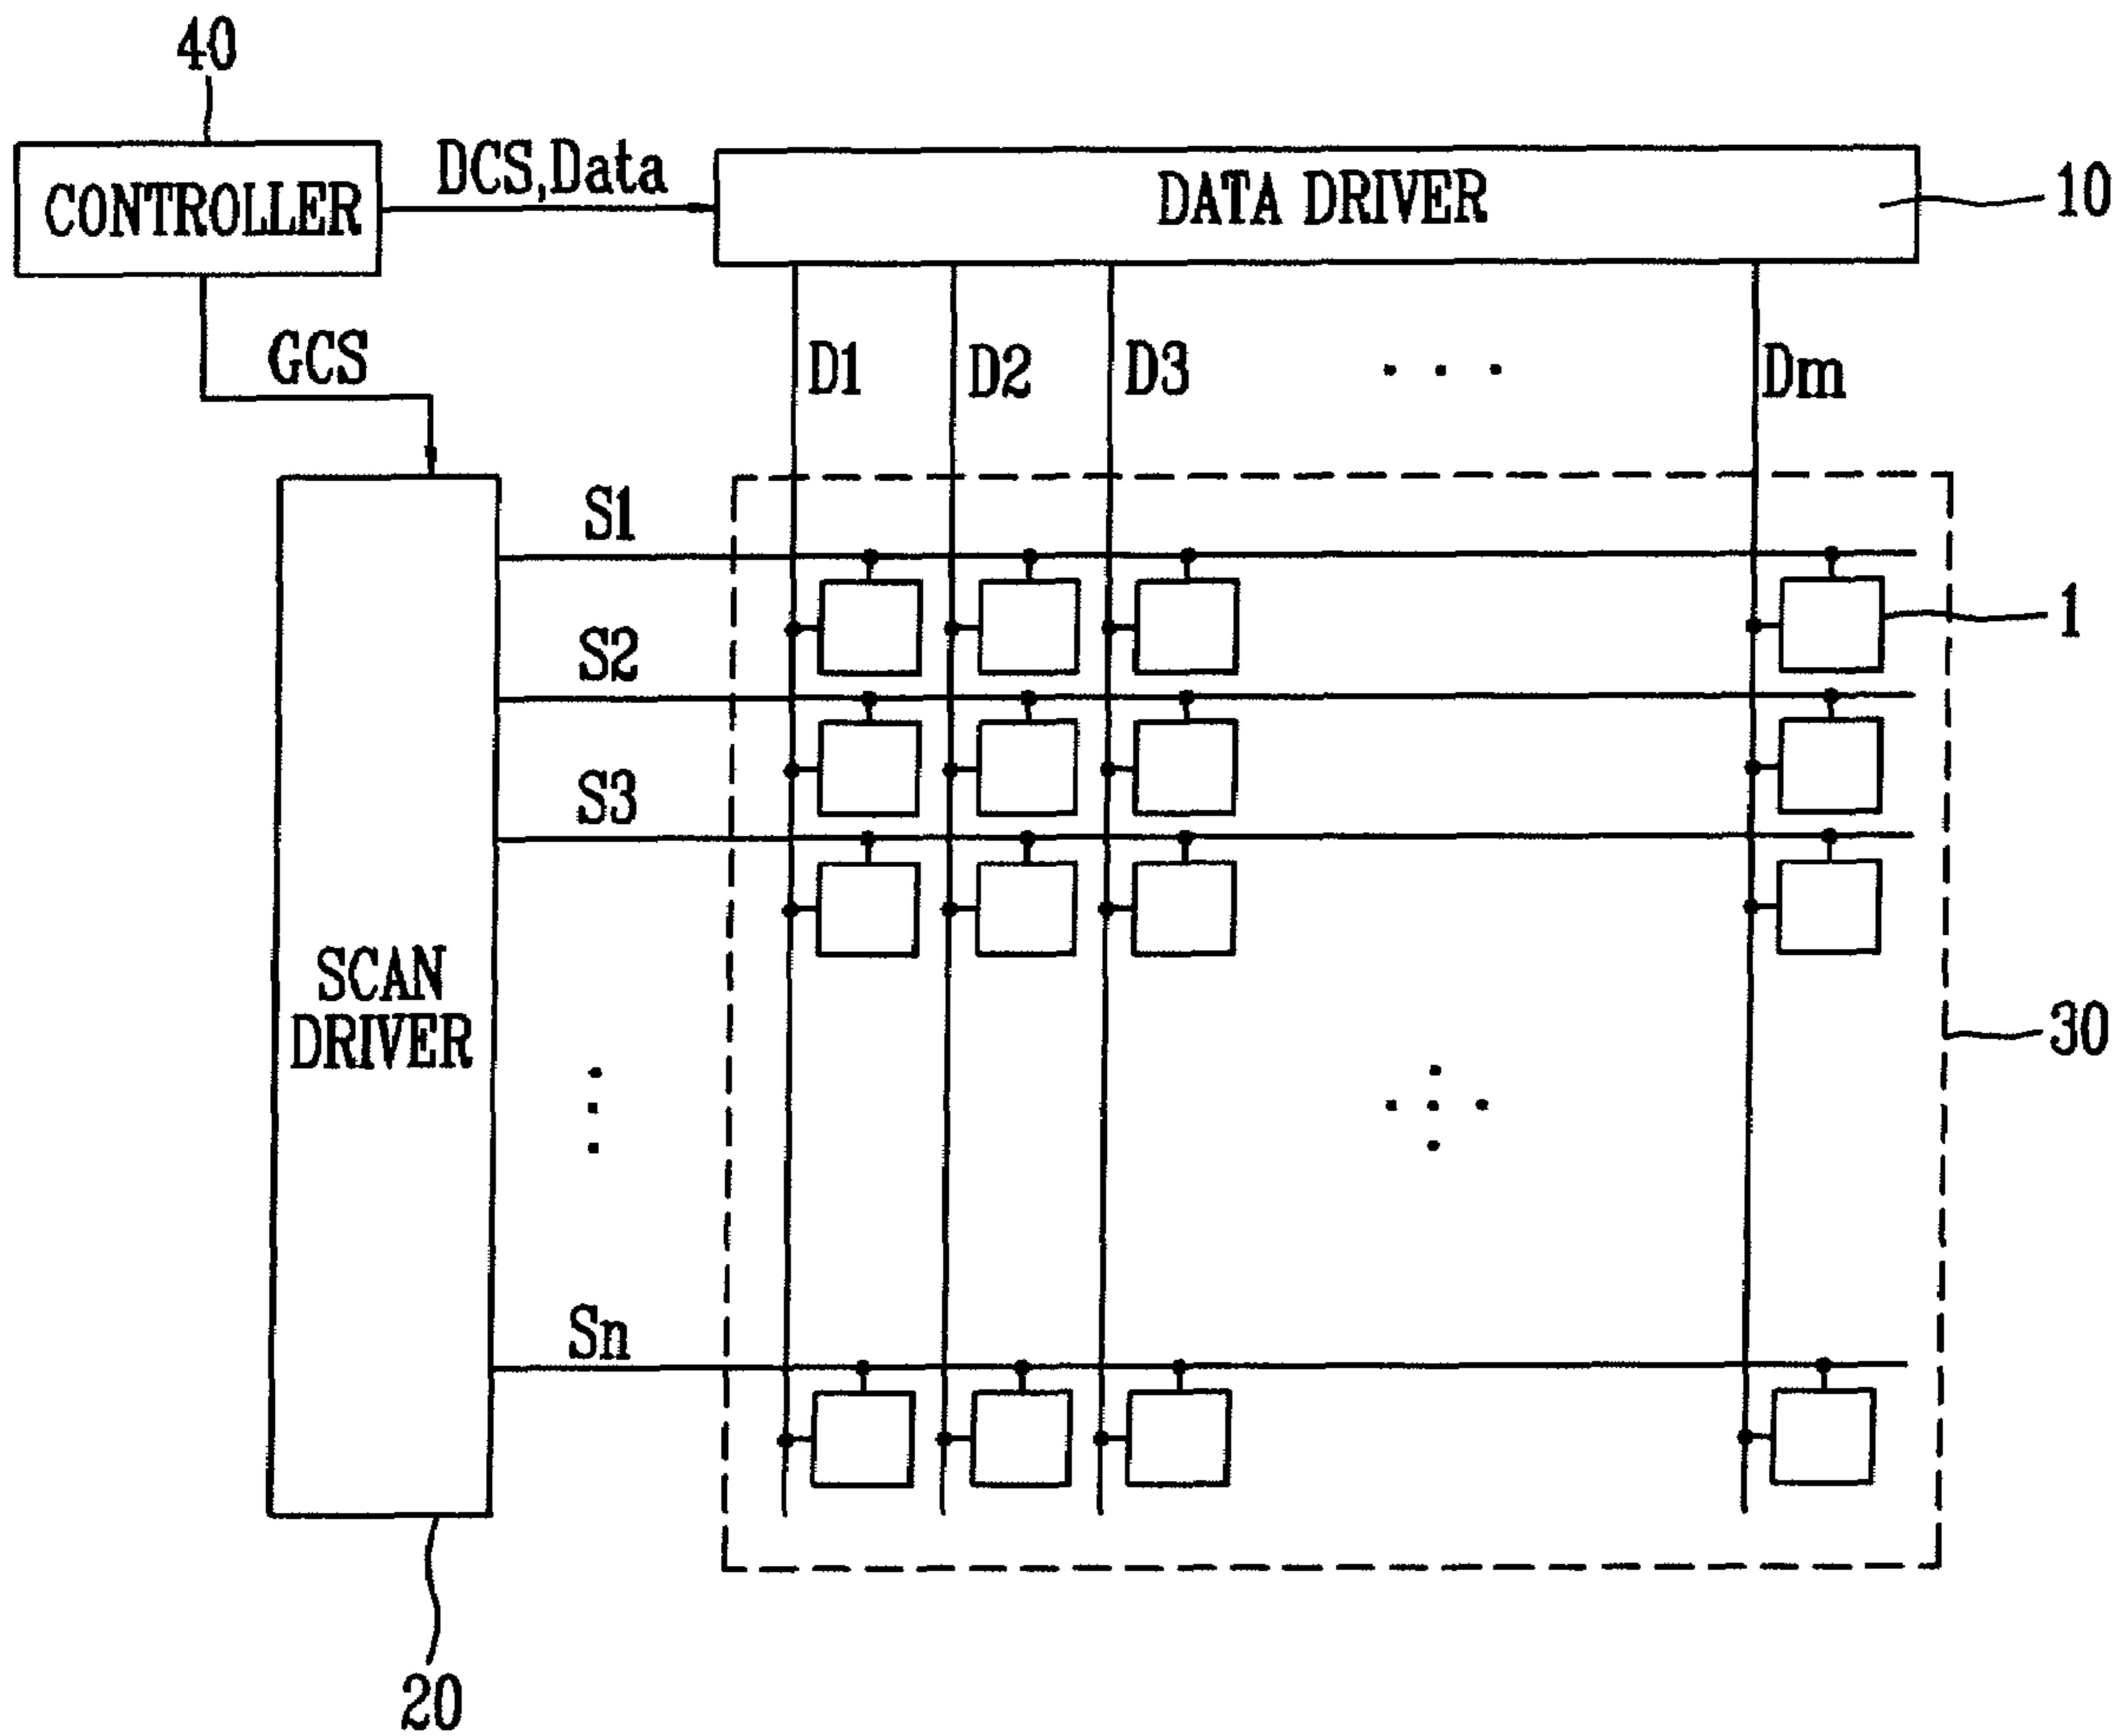 40
CONTROLLER
DCS,Data
DATA DRIVER
10
GCS
D1
D2
D3
. . .
Dm
S1
1
S2
S3
SCAN
DRIVER
30
Sn
20